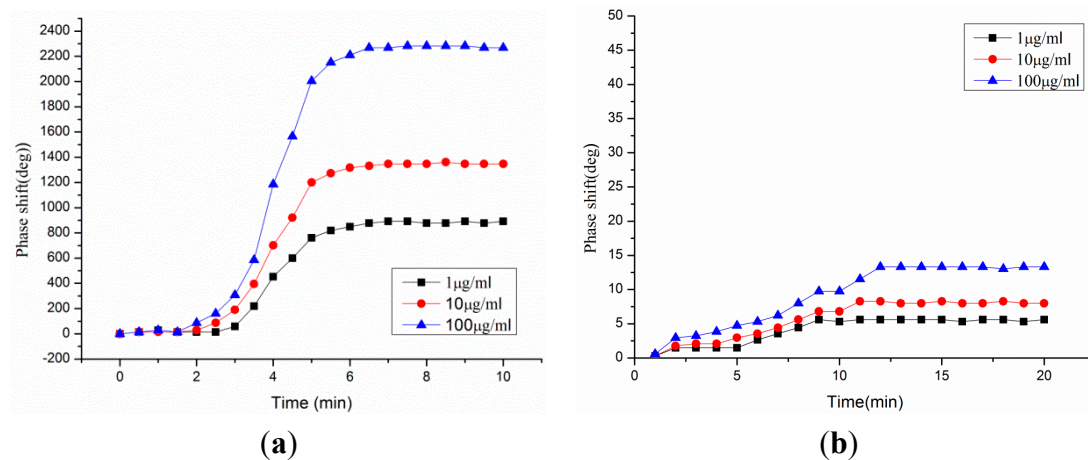 2400
2200
2000
1800
1600
1400
1200
1000
800
600
400
200
0
-200
Phase shift(deg))
1μg/ml
10μg/ml
100μg/ml
0 2 4 6 8 10
Time (min)
(a)
50
45
40
35
30
25
20
15
10
5
0
Phase shift(deg)
1μg/ml
10μg/ml
100μg/ml
0 5 10 15 20
Time(min)
(b)